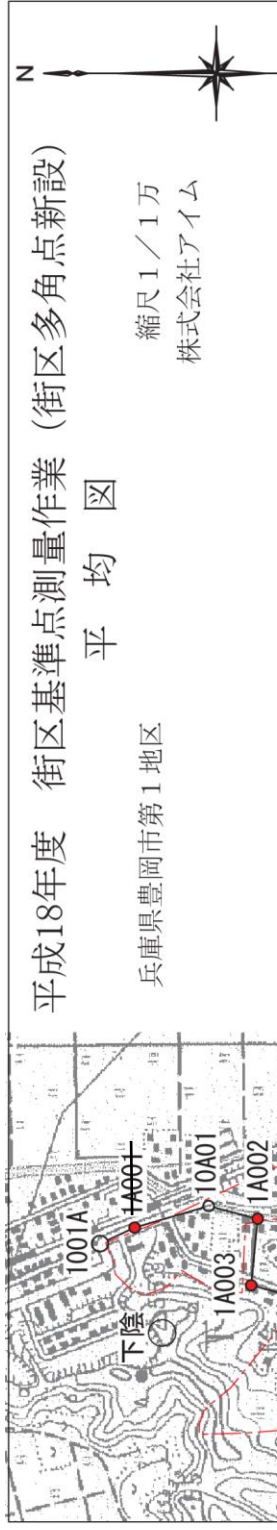 平成18年度　街区基準点測量作業（街区多角点新設）
平　均　図
N
兵庫県豊岡市第1地区
縮尺1／1万
株式会社アイム
1001A
1A001
下陰
10A01
1A003
1A002